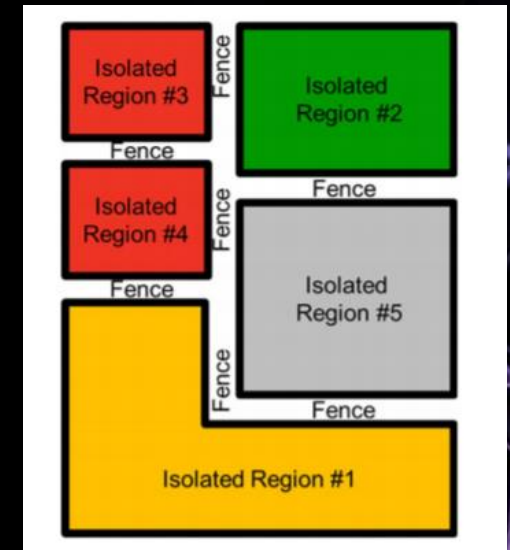 Isolated
Region #3
Fence
Isolated
Region #2
Fence
Fence
Isolated
Region #4
Fence
Isolated
Region #5
Fence
Fence
Fence
Isolated Region #1